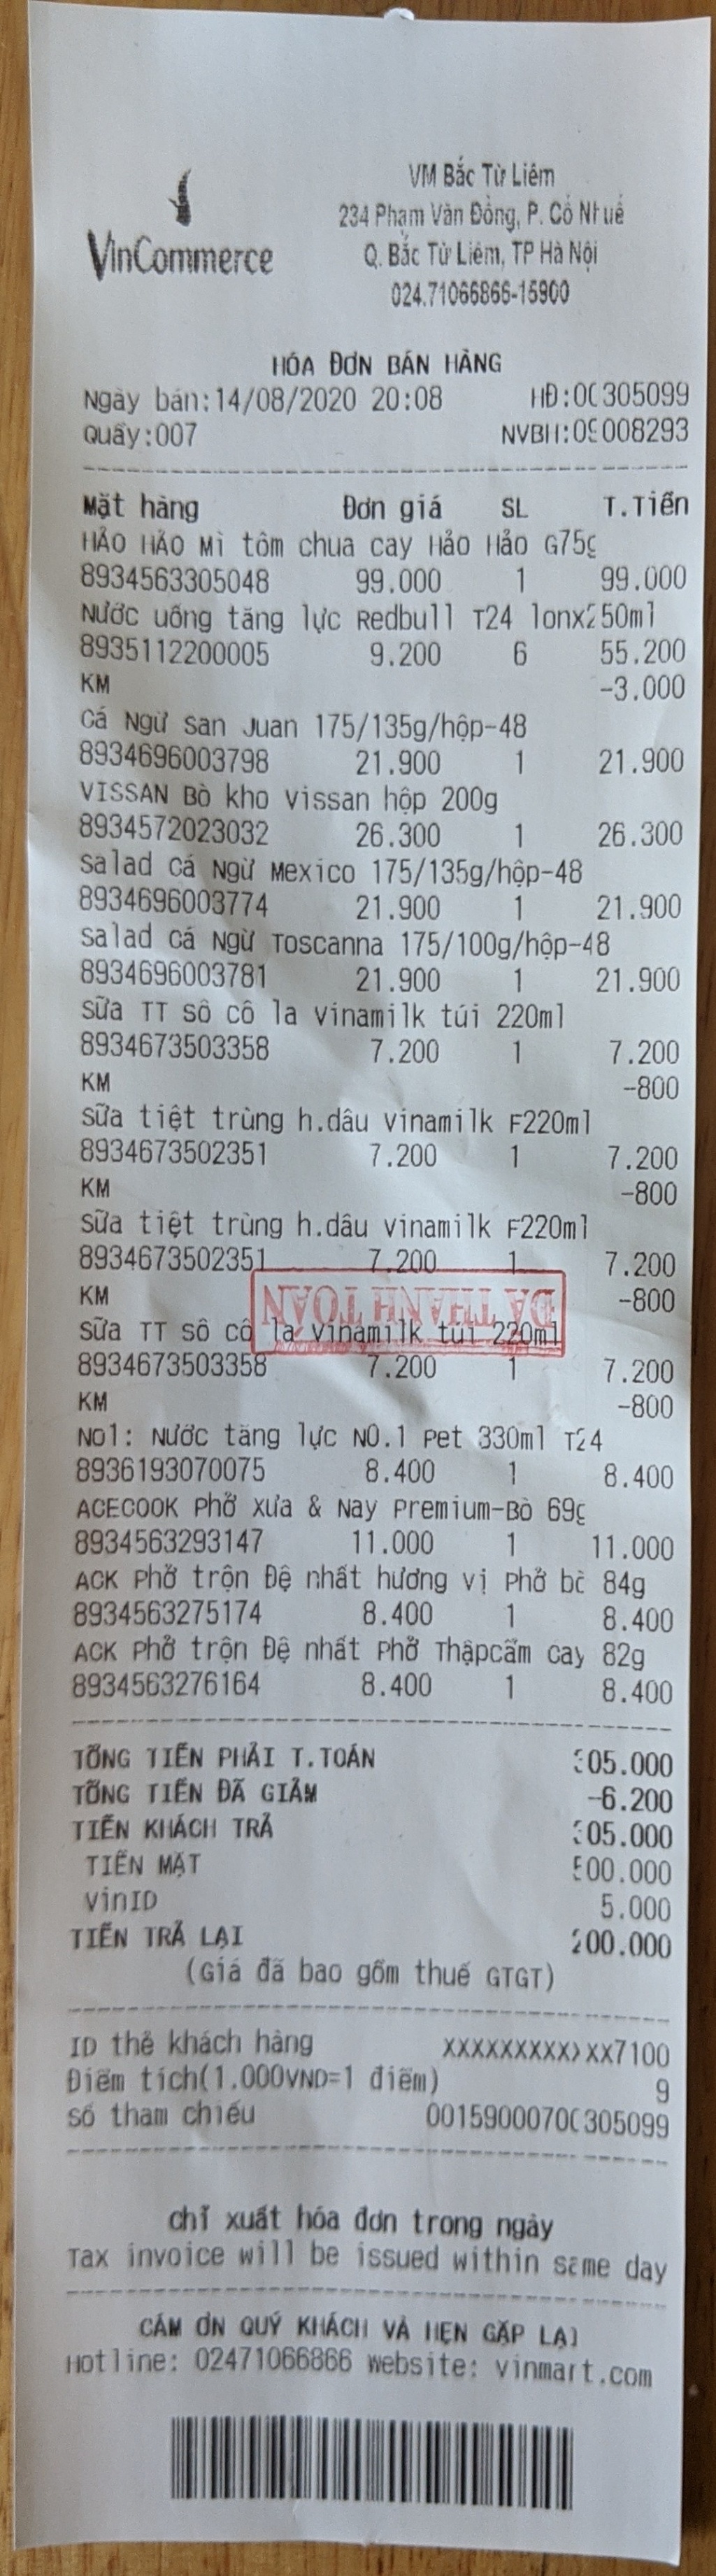 VinCommerce
VM Bắc Từ Liêm
234 Phạm Văn Đồng, P. Cổ Nhuế
Q. Bắc Từ Liêm, TP Hà Nội
024.71066866-15900
HÓA ĐƠN BÁN HÀNG
Ngày bán:14/08/2020 20:08 HĐ:00305099
Quầy:007 NVBH:09008293
Mặt hàng Đơn giá SL T.Tiền
HẢO HẢO Mì tôm chua cay Hảo Hảo G75g
8934563305048 99.000 1 99.000
Nước uống tăng lực Redbull T24 lonx250ml
8935112200005 9.200 6 55.200
KM -3.000
Cá Ngừ San Juan 175/135g/hộp-48
8934696003798 21.900 1 21.900
VISSAN Bò kho Vissan hộp 200g
8934572023032 26.300 1 26.300
Salad Cá Ngừ Mexico 175/135g/hộp-48
8934696003774 21.900 1 21.900
Salad Cá Ngừ Toscanna 175/100g/hộp-48
8934696003781 21.900 1 21.900
Sữa TT sô cô la Vinamilk túi 220ml
8934673503358 7.200 1 7.200
KM -800
Sữa tiệt trùng h.dâu Vinamilk F220ml
8934673502351 7.200 1 7.200
KM -800
Sữa tiệt trùng h.dâu Vinamilk F220ml
8934673502351 7.200 1 7.200
KM -800
ĐÃ THANH TOÁN
Sữa TT sô cô la Vinamilk túi 220ml
8934673503358 7.200 1 7.200
KM -800
No1: Nước tăng lực NO.1 Pet 330ml T24
8936193070075 8.400 1 8.400
ACECOOK Phở Xưa & Nay Premium-Bò 69g
8934563293147 11.000 1 11.000
ACK Phở trộn Đệ nhất hương vị Phở bò 84g
8934563275174 8.400 1 8.400
ACK Phở trộn Đệ nhất Phở Thậpcẩm cay 82g
8934563276164 8.400 1 8.400
TỔNG TIỀN PHẢI T.TOÁN 305.000
TỔNG TIỀN ĐÃ GIẢM -6.200
TIỀN KHÁCH TRẢ 305.000
TIỀN MẶT 500.000
VinID 5.000
TIỀN TRẢ LẠI 200.000
(Giá đã bao gồm thuế GTGT)
ID thẻ khách hàng XXXXXXXXXXXX7100
Điểm tích(1.000VND=1 điểm) 9
Số tham chiếu 00159000700305099
chỉ xuất hóa đơn trong ngày
Tax invoice will be issued within same day
CẢM ƠN QUÝ KHÁCH VÀ HẸN GẶP LẠI
Hotline: 02471066866 Website: vinmart.com